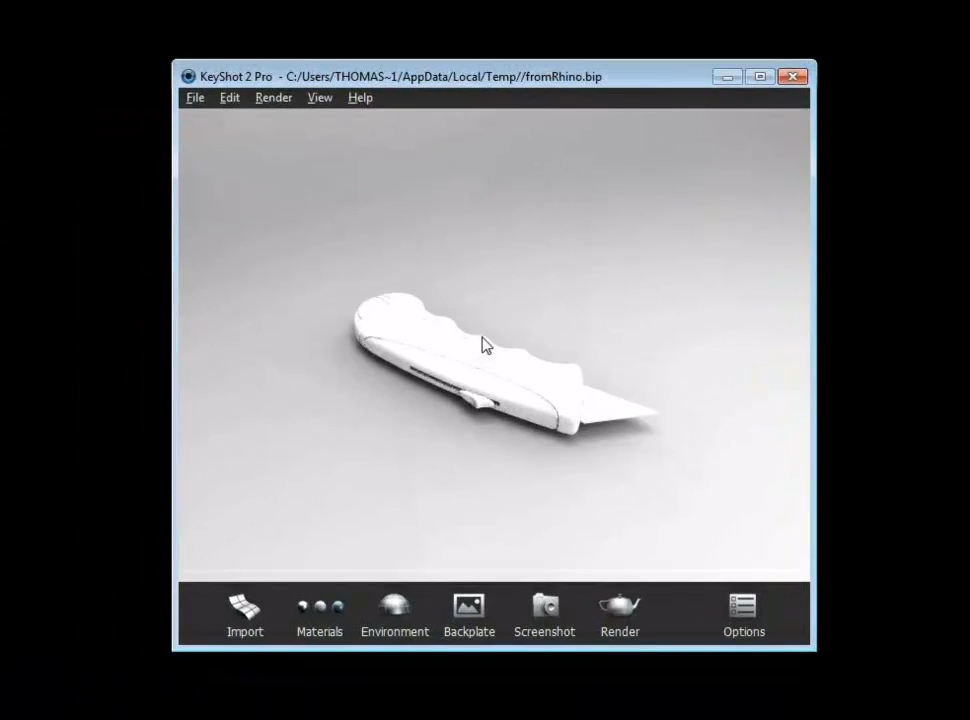 KeyShot 2 Pro - C:/Users/THOMAS~1/AppData/Local/Temp//fromRhino.bip
File Edit Render View Help
Import Materials Environment Backplate Screenshot Render Options